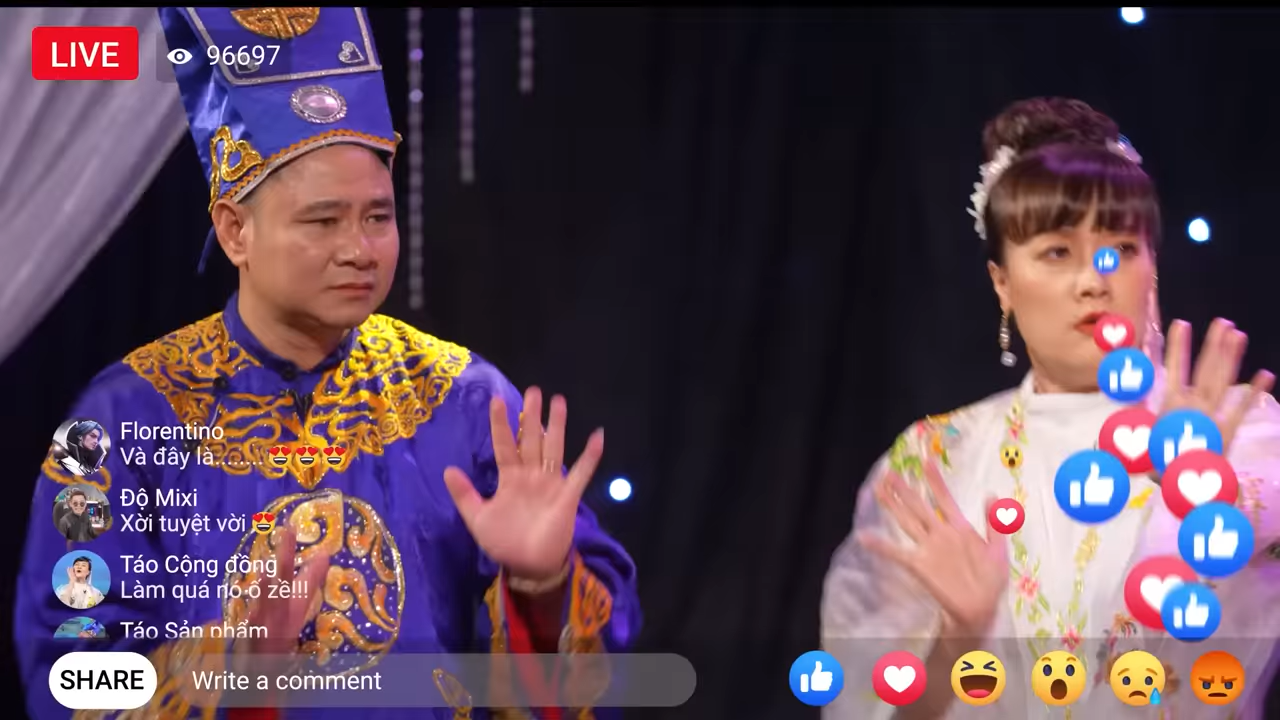 LIVE
96697
Florentino
Và đây là........😍😍😍
Độ Mixi
Xời tuyệt vời 😍
Táo Cộng đồng
Làm quá nó ố zề!!!
Táo Sản phẩm
SHARE
Write a comment